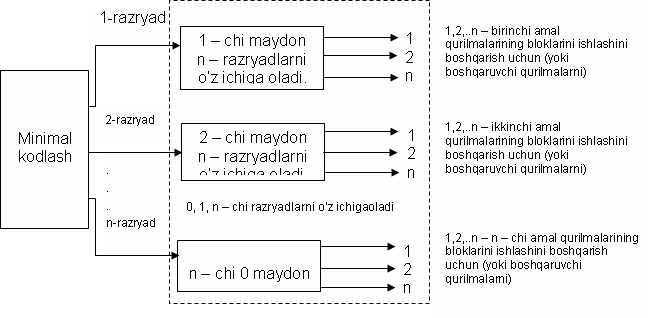 1-razryad
1 – chi maydon
n – razryadlarni
o'z ichiga oladi.
1
2
n
1,2,..n – birinchi amal
qurilmalarining bloklarini ishlashini
boshqarish uchun (yoki
boshqaruvchi qurilmalarni)
Minimal
kodlash
2-razryad
2 – chi maydon
n – razryadlarni
o'z ichiga oladi
1
2
n
1,2,..n – ikkinchi amal
qurilmalarining bloklarini ishlashini
boshqarish uchun (yoki
boshqaruvchi qurilmalarni)
.
.
.
0, 1, n – chi razryadlarni o'z ichigaoladi
n-razryad
n – chi 0 maydon
1
2
n
1,2,..n – n – chi amal qurilmalarining
bloklarini ishlashini boshqarish
uchun (yoki boshqaruvchi
qurilmalarni)